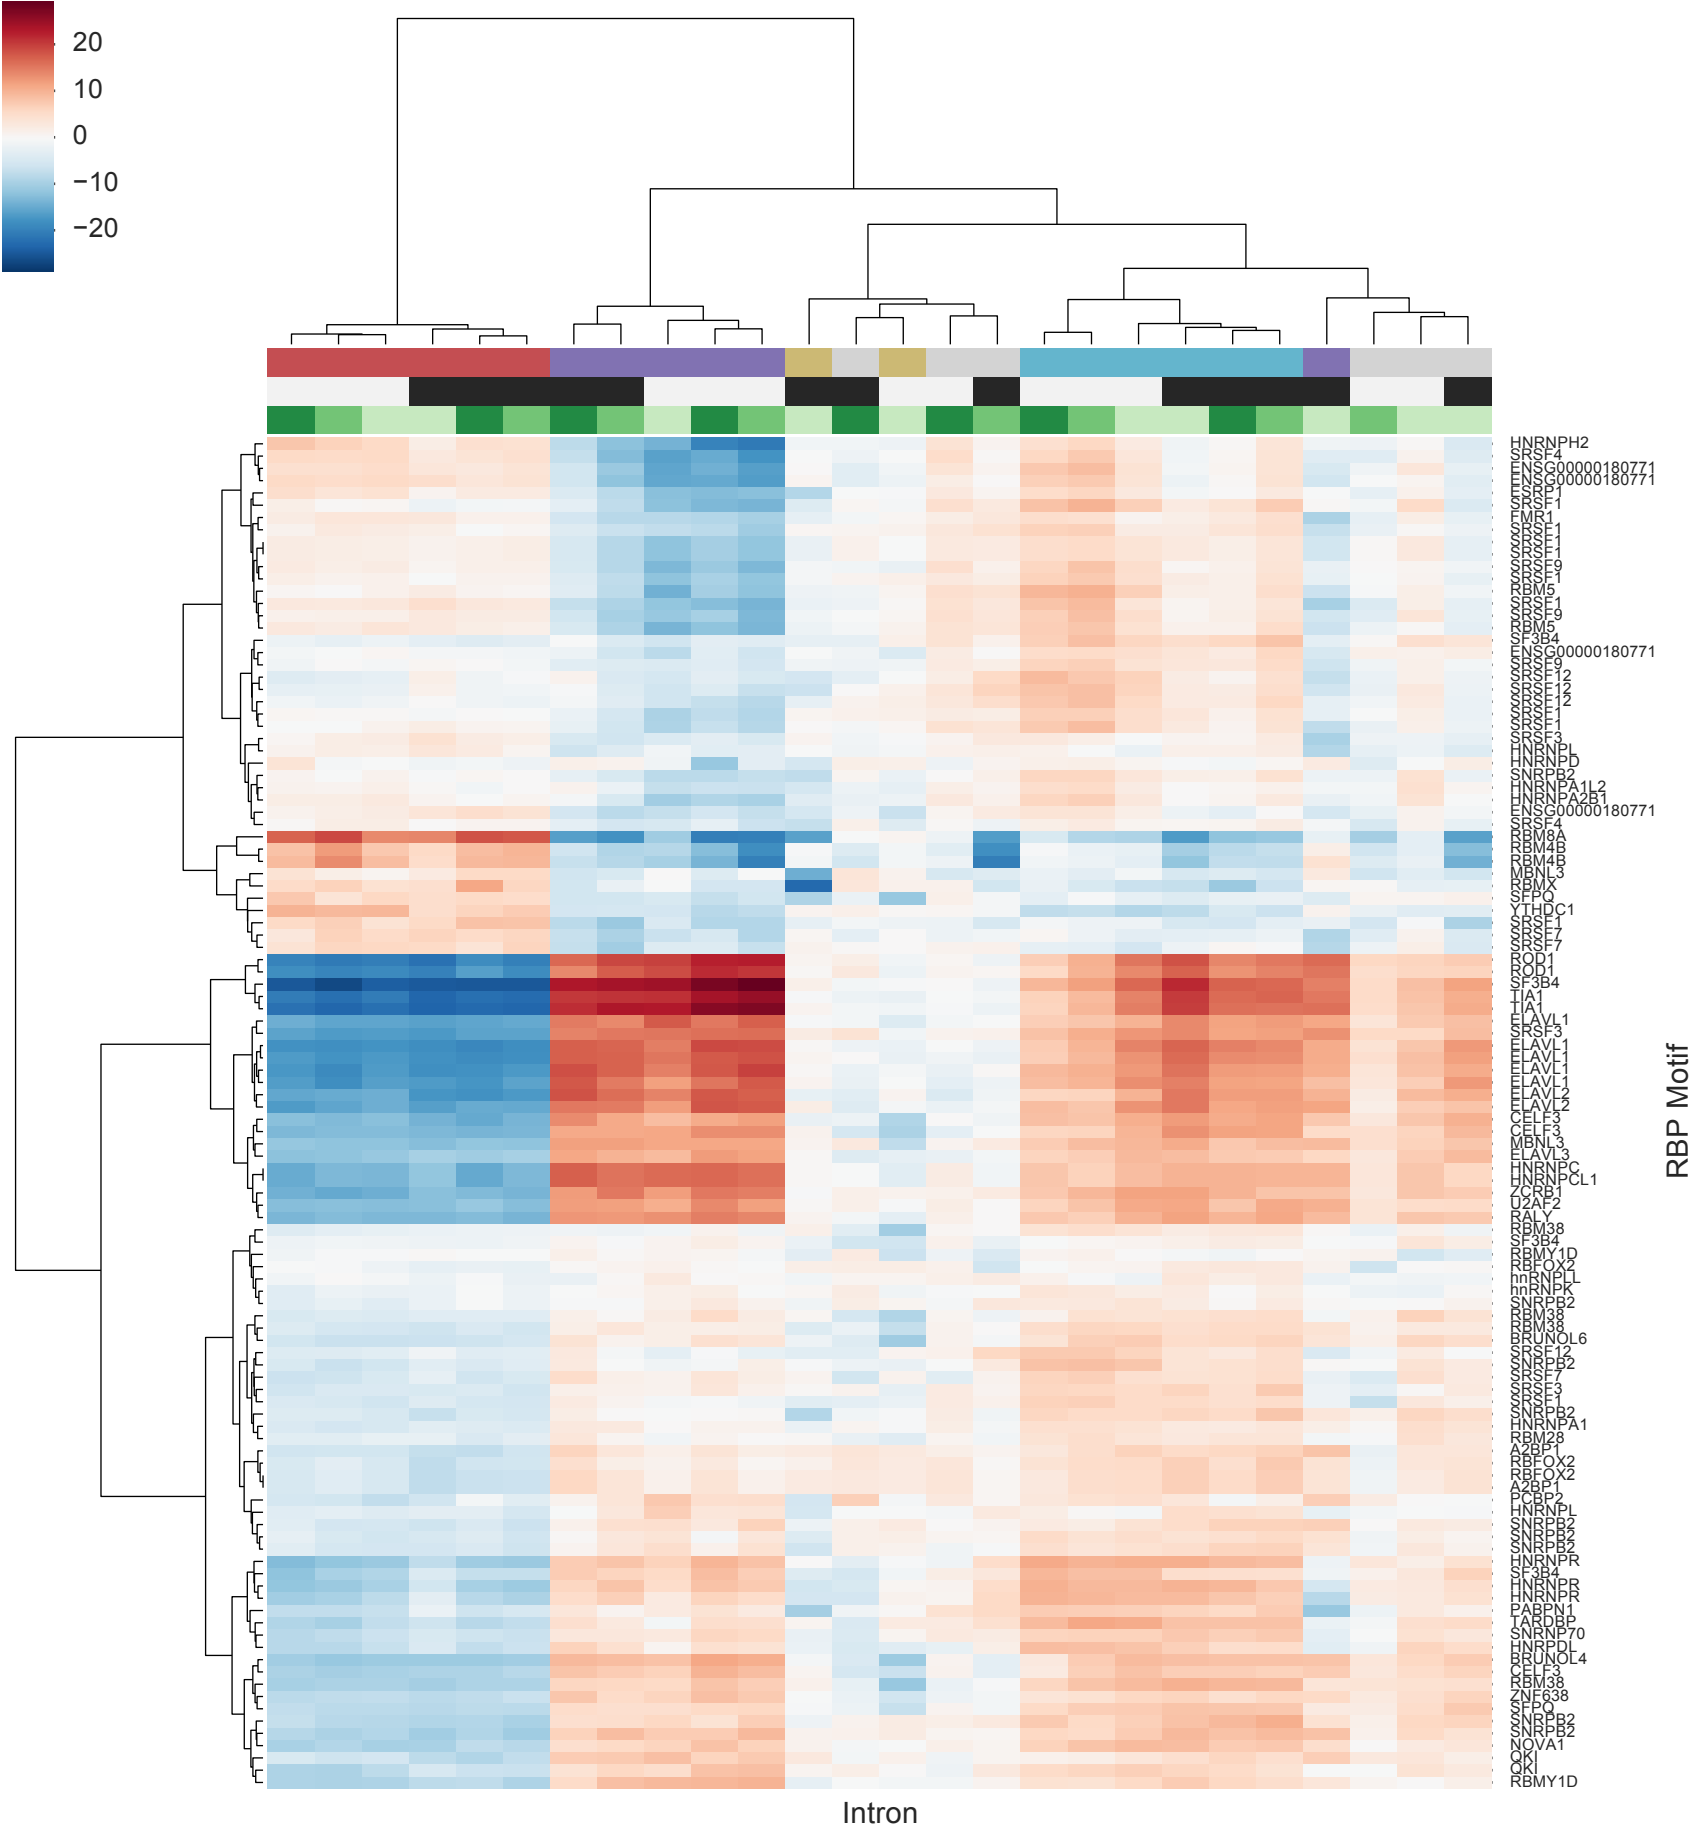 20
10
0
−10
−20
HNRNPH2
SRSF4
ENSG00000180771
ENSG00000180771
ESRP1
SRSF1
FMR1
SRSF1
SRSF1
SRSF1
SRSF9
SRSF1
RBM5
SRSF1
SRSF9
RBM5
SF3B4
ENSG00000180771
SRSF9
SRSF12
SRSF12
SRSF12
SRSF1
SRSF1
SRSF3
HNRNPL
HNRNPD
SNRPB2
HNRNPA1L2
HNRNPA2B1
ENSG00000180771
SRSF4
RBM8A
RBM4B
RBM4B
MBNL3
RBMX
SFPQ
YTHDC1
SRSF1
SRSF7
SRSF7
ROD1
ROD1
SF3B4
TIA1
TIA1
ELAVL1
SRSF3
ELAVL1
ELAVL1
ELAVL1
ELAVL1
ELAVL2
ELAVL2
CELF3
CELF3
MBNL3
ELAVL3
HNRNPC
HNRNPCL1
ZCRB1
U2AF2
RALY
RBM38
SF3B4
RBMY1D
RBFOX2
hnRNPLL
hnRNPK
SNRPB2
RBM38
RBM38
BRUNOL6
SRSF12
SNRPB2
SRSF7
SRSF3
SRSF1
SNRPB2
HNRNPA1
RBM28
A2BP1
RBFOX2
RBFOX2
A2BP1
PCBP2
HNRNPL
SNRPB2
SNRPB2
SNRPB2
HNRNPR
SF3B4
HNRNPR
HNRNPR
PABPN1
TARDBP
SNRNP70
HNRPDL
BRUNOL4
CELF3
RBM38
ZNF638
SFPQ
SNRPB2
SNRPB2
NOVA1
QKI
QKI
RBMY1D
RBP Motif
Intron